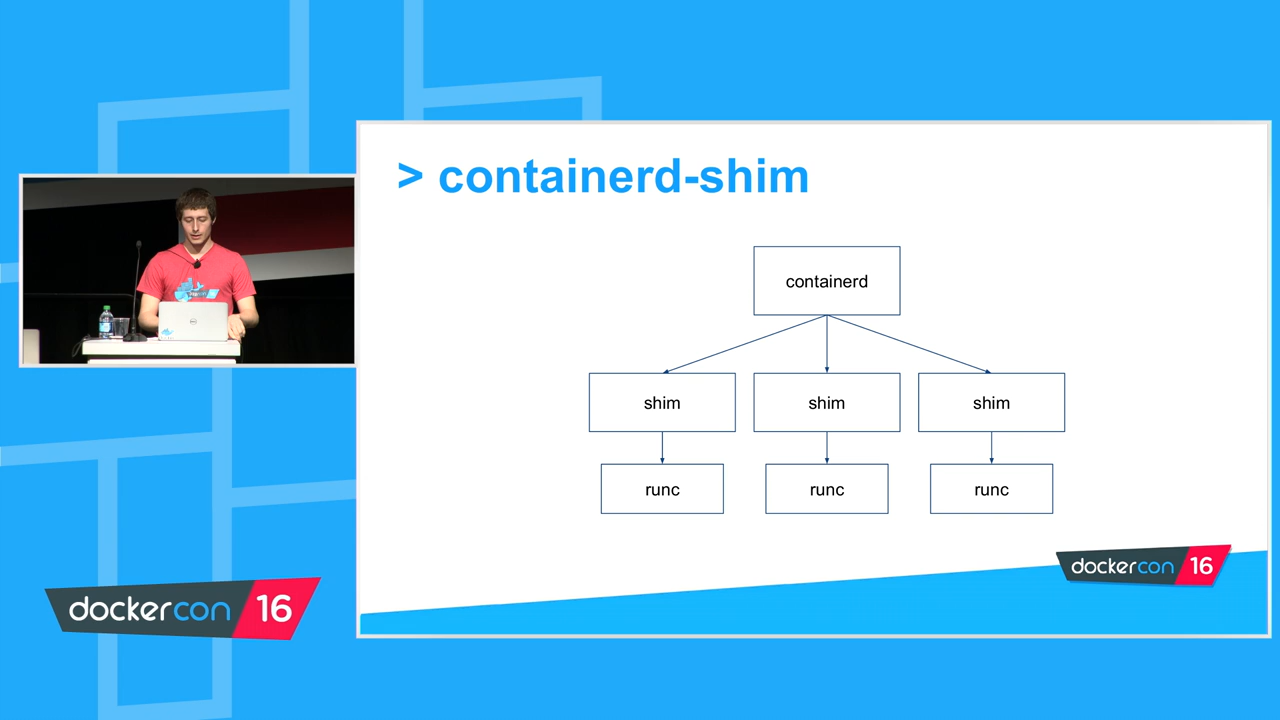 > containerd-shim
containerd
shim
shim
shim
runc
runc
runc
dockercon 16
dockercon 16